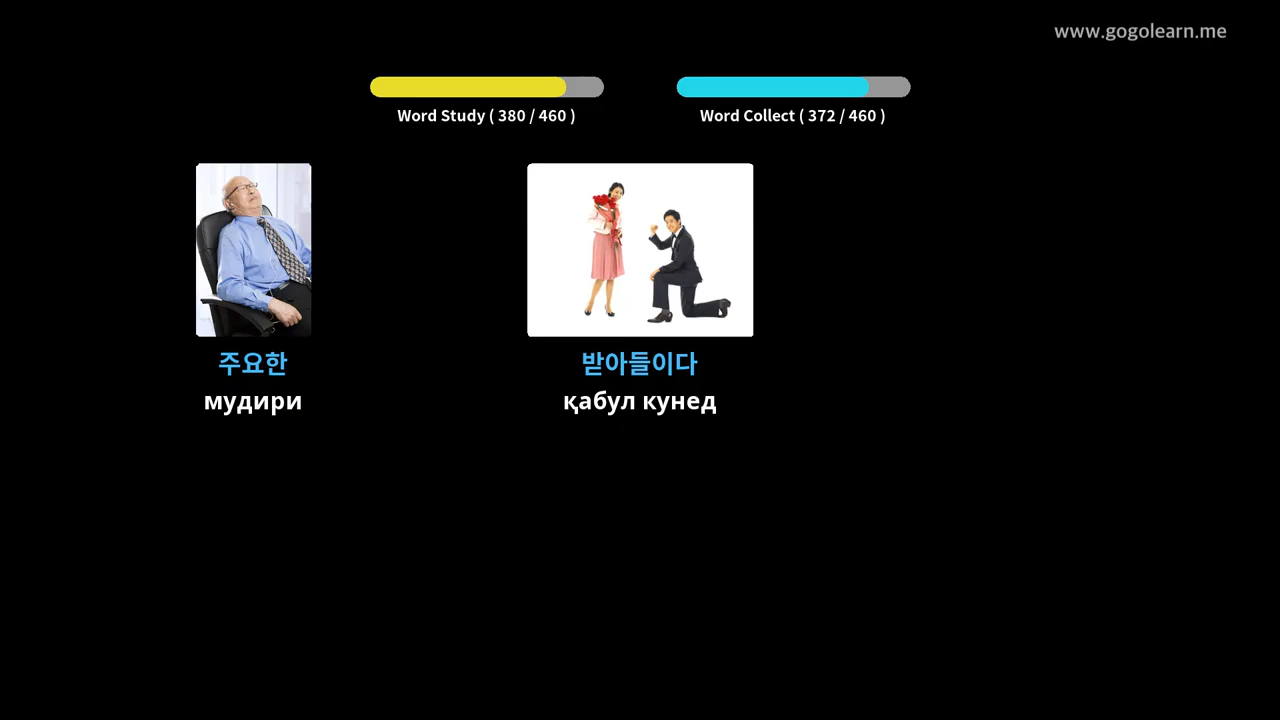 www.gogolearn.me
Word Study ( 380 / 460 )
Word Collect ( 372 / 460 )
주요한
мудири
받아들이다
қабул кунед